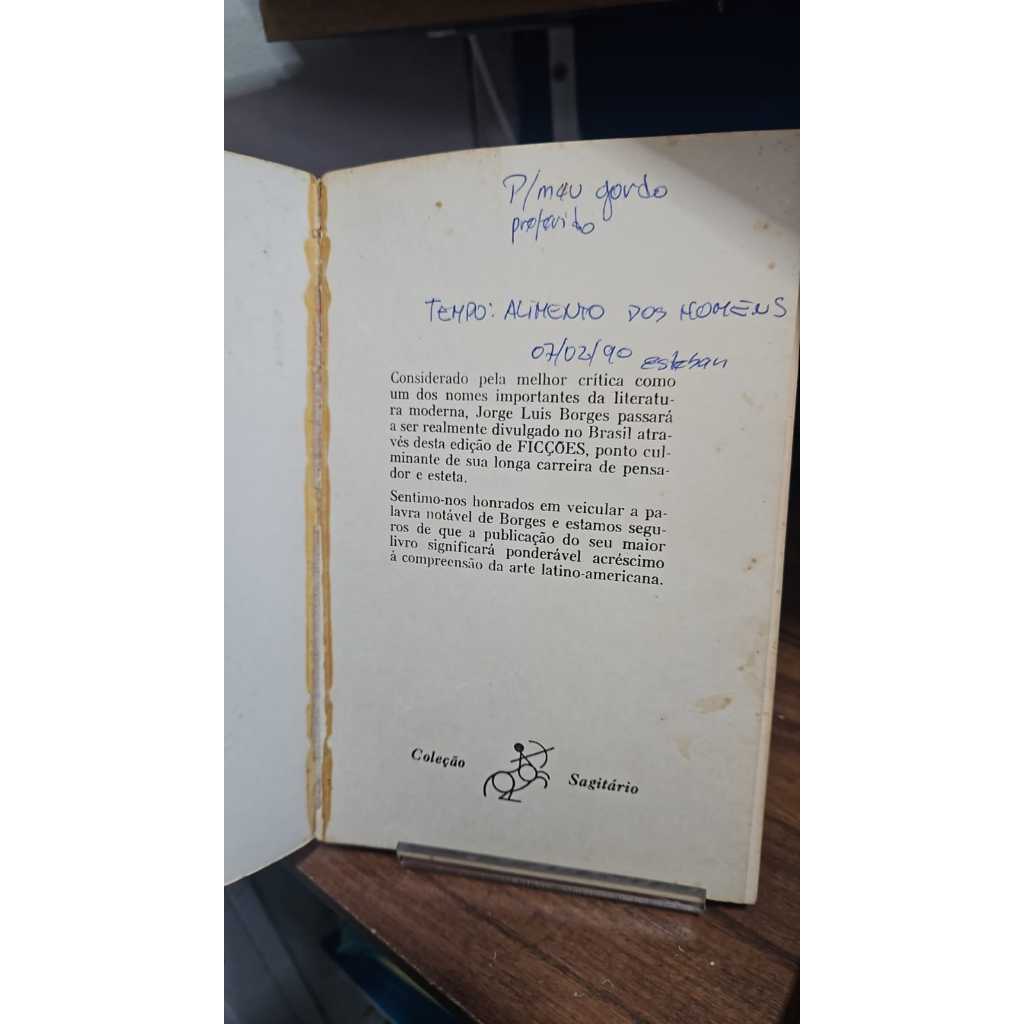 P/ meu gordo
preferido
TEMPO: ALIMENTO DOS HOMENS
07/02/90 esteban
Considerado pela melhor crítica como
um dos nomes importantes da literatu-
ra moderna, Jorge Luis Borges passará
a ser realmente divulgado no Brasil atra-
vés desta edição de FICÇÕES, ponto cul-
minante de sua longa carreira de pensa-
dor e esteta.
Sentimo-nos honrados em veicular a pa-
lavra notável de Borges e estamos segu-
ros de que a publicação do seu maior
livro significará ponderável acréscimo
à compreensão da arte latino-americana.
Coleção Sagitário